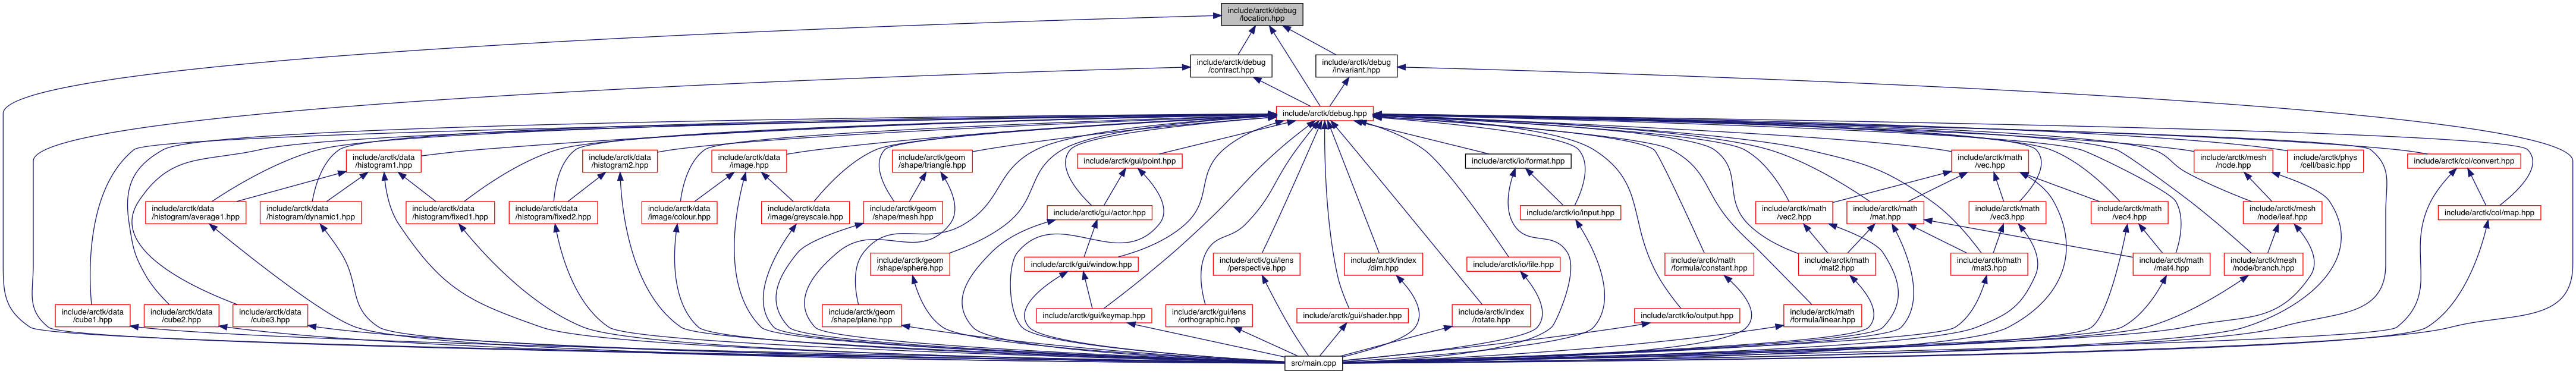 include/arctk/debug
/location.hpp
include/arctk/debug
/contract.hpp
include/arctk/debug
/invariant.hpp
include/arctk/debug.hpp
include/arctk/data
/histogram1.hpp
include/arctk/data
/histogram2.hpp
include/arctk/data
/image.hpp
include/arctk/geom
/shape/triangle.hpp
include/arctk/gui/point.hpp
include/arctk/io/format.hpp
include/arctk/math
/vec.hpp
include/arctk/mesh
/node.hpp
include/arctk/phys
/cell/basic.hpp
include/arctk/col/convert.hpp
include/arctk/data
/histogram/average1.hpp
include/arctk/data
/histogram/dynamic1.hpp
include/arctk/data
/histogram/fixed1.hpp
include/arctk/data
/histogram/fixed2.hpp
include/arctk/data
/image/colour.hpp
include/arctk/data
/image/greyscale.hpp
include/arctk/geom
/shape/mesh.hpp
include/arctk/gui/actor.hpp
include/arctk/io/input.hpp
include/arctk/math
/vec2.hpp
include/arctk/math
/mat.hpp
include/arctk/math
/vec3.hpp
include/arctk/math
/vec4.hpp
include/arctk/mesh
/node/leaf.hpp
include/arctk/col/map.hpp
include/arctk/geom
/shape/sphere.hpp
include/arctk/gui/window.hpp
include/arctk/gui/lens
/perspective.hpp
include/arctk/index
/dim.hpp
include/arctk/io/file.hpp
include/arctk/math
/formula/constant.hpp
include/arctk/math
/mat2.hpp
include/arctk/math
/mat3.hpp
include/arctk/math
/mat4.hpp
include/arctk/mesh
/node/branch.hpp
include/arctk/data
/cube1.hpp
include/arctk/data
/cube2.hpp
include/arctk/data
/cube3.hpp
include/arctk/geom
/shape/plane.hpp
include/arctk/gui/keymap.hpp
include/arctk/gui/lens
/orthographic.hpp
include/arctk/gui/shader.hpp
include/arctk/index
/rotate.hpp
include/arctk/io/output.hpp
include/arctk/math
/formula/linear.hpp
src/main.cpp